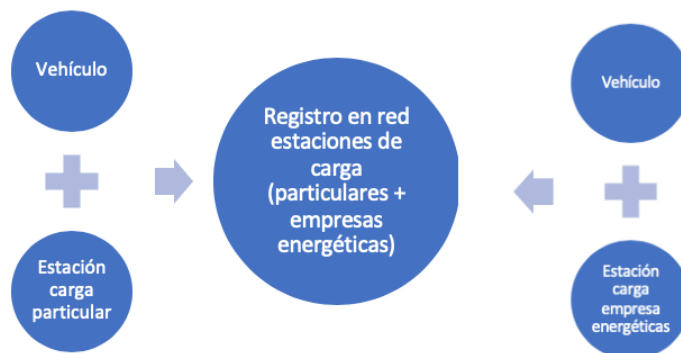 Vehículo
Estación
carga
particular
Registro en red
estaciones de
carga
(particulares +
empresas
energéticas)
Vehículo
Estación
carga
empresa
energéticas